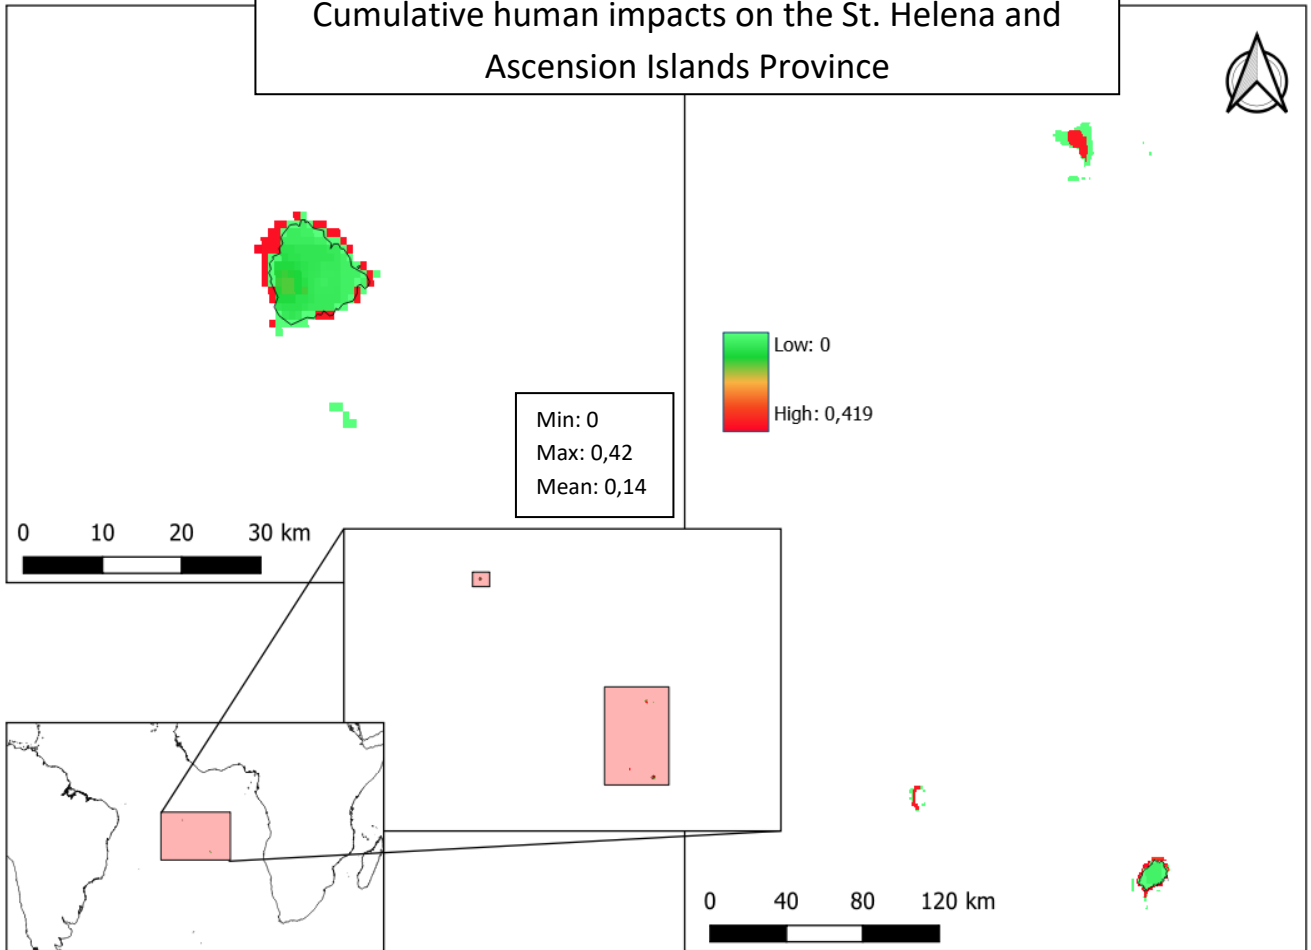 Cumulative human impacts on the St. Helena and
Ascension Islands Province
Low: 0
High: 0,419
Min: 0
Max: 0,42
Mean: 0,14
0 10 20 30 km
0 40 80 120 km